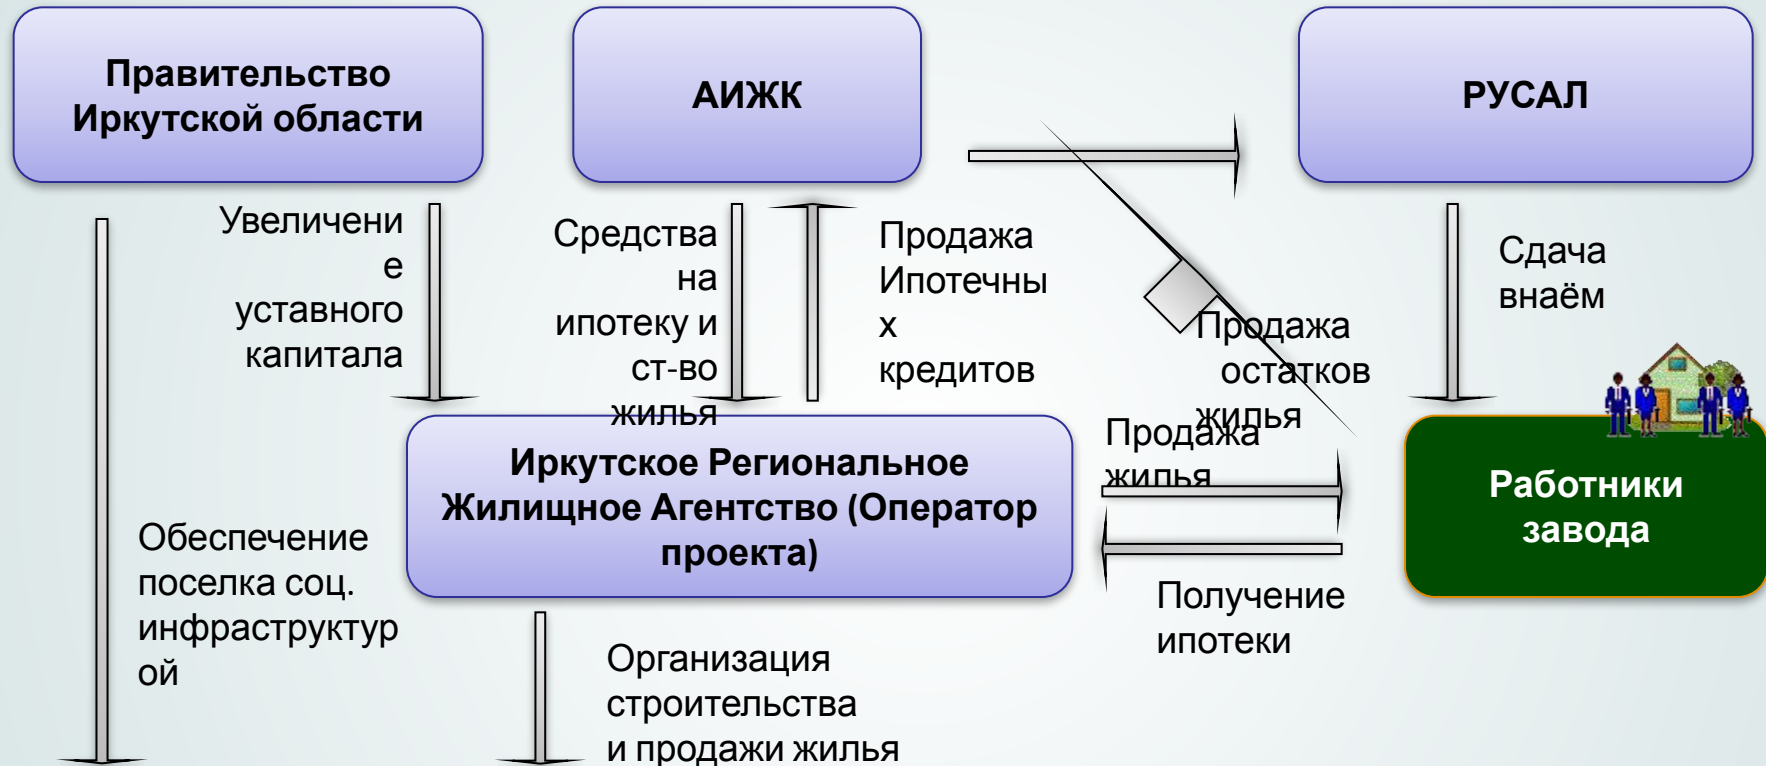 Правительство
Иркутской области
АИЖК
РУСАЛ
Увеличени
е
уставного
капитала
Средства
на
ипотеку и
ст-во
жилья
Продажа
Ипотечны
х
кредитов
Сдача
внаём
Продажа
остатков
жилья
Продажа
жилья
Иркутское Региональное
Жилищное Агентство (Оператор
проекта)
Работники
завода
Обеспечение
поселка соц.
инфраструктур
ой
Получение
ипотеки
Организация
строительства
и продажи жилья